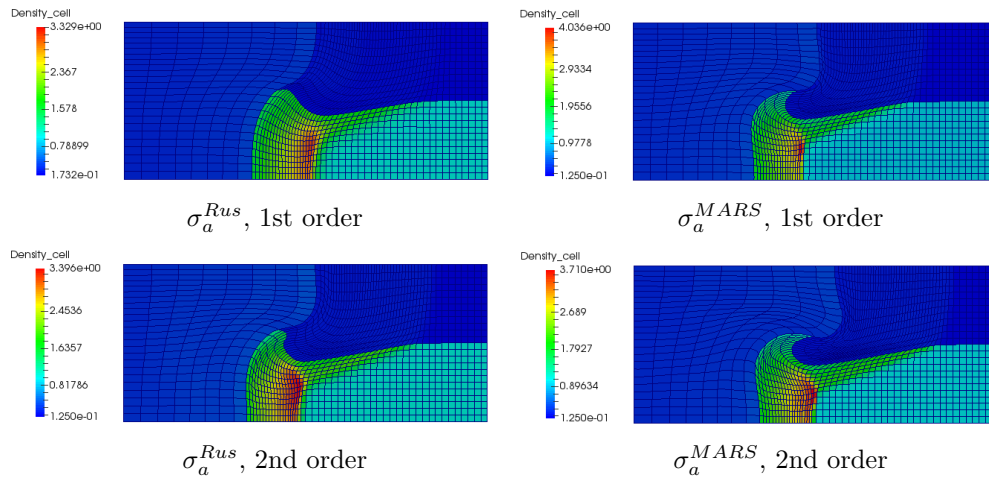 Density_cell
3.329e+00
2.367
1.578
0.78899
1.732e-01
σ_a^{Rus}, 1st order
Density_cell
4.036e+00
2.9334
1.9556
0.9778
1.250e-01
σ_a^{MARS}, 1st order
Density_cell
3.396e+00
2.4536
1.6357
0.81786
1.250e-01
σ_a^{Rus}, 2nd order
Density_cell
3.710e+00
2.689
1.7927
0.89634
1.250e-01
σ_a^{MARS}, 2nd order